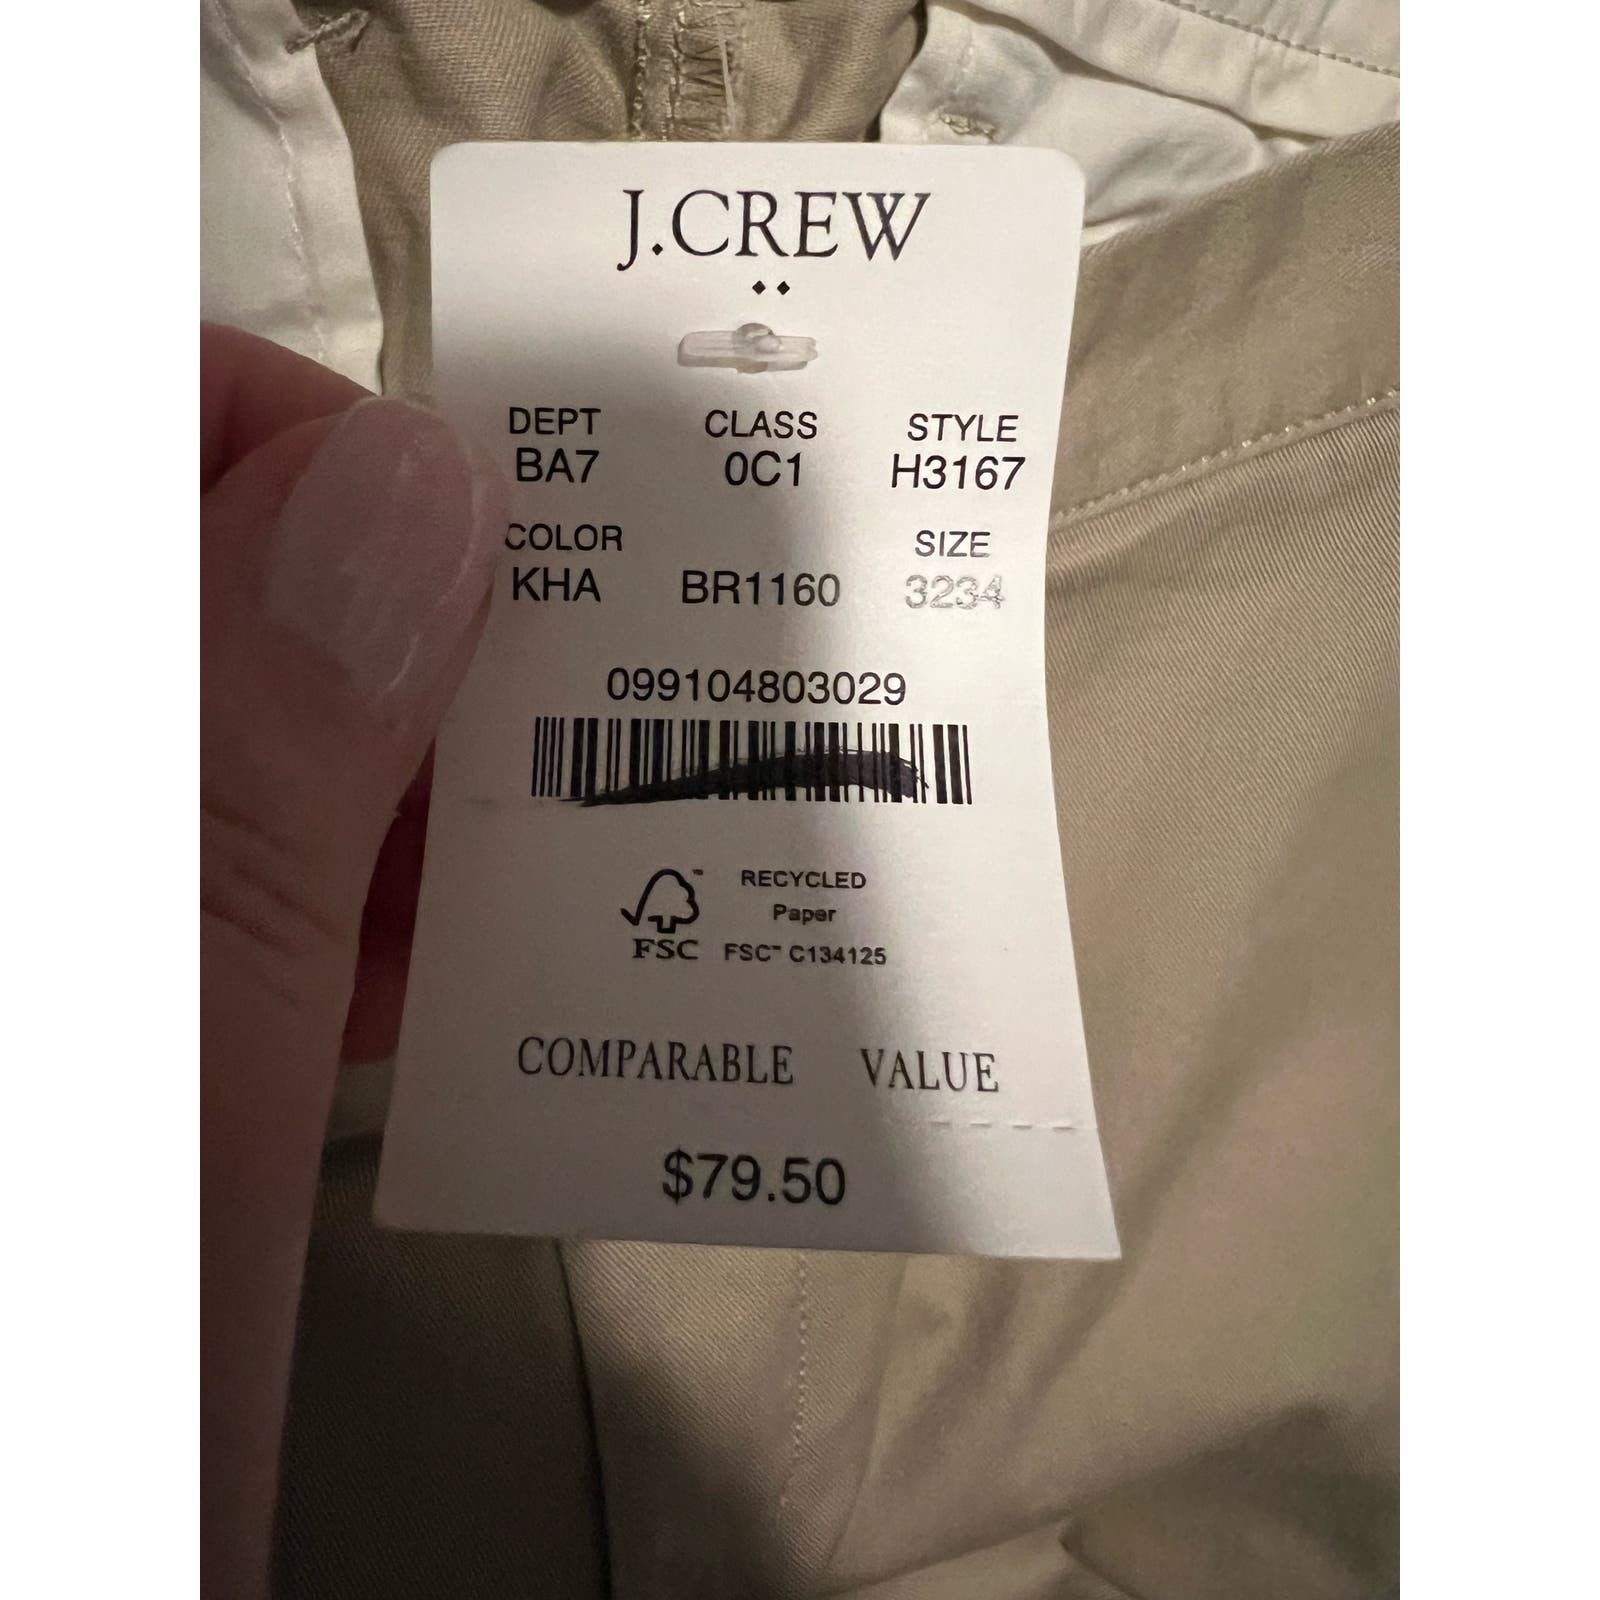 J.CREW
DEPT CLASS STYLE
BA7 0C1 H3167
COLOR SIZE
KHA BR1160 3234
099104803029
RECYCLED
Paper
FSC FSC™ C134125
COMPARABLE VALUE
$79.50